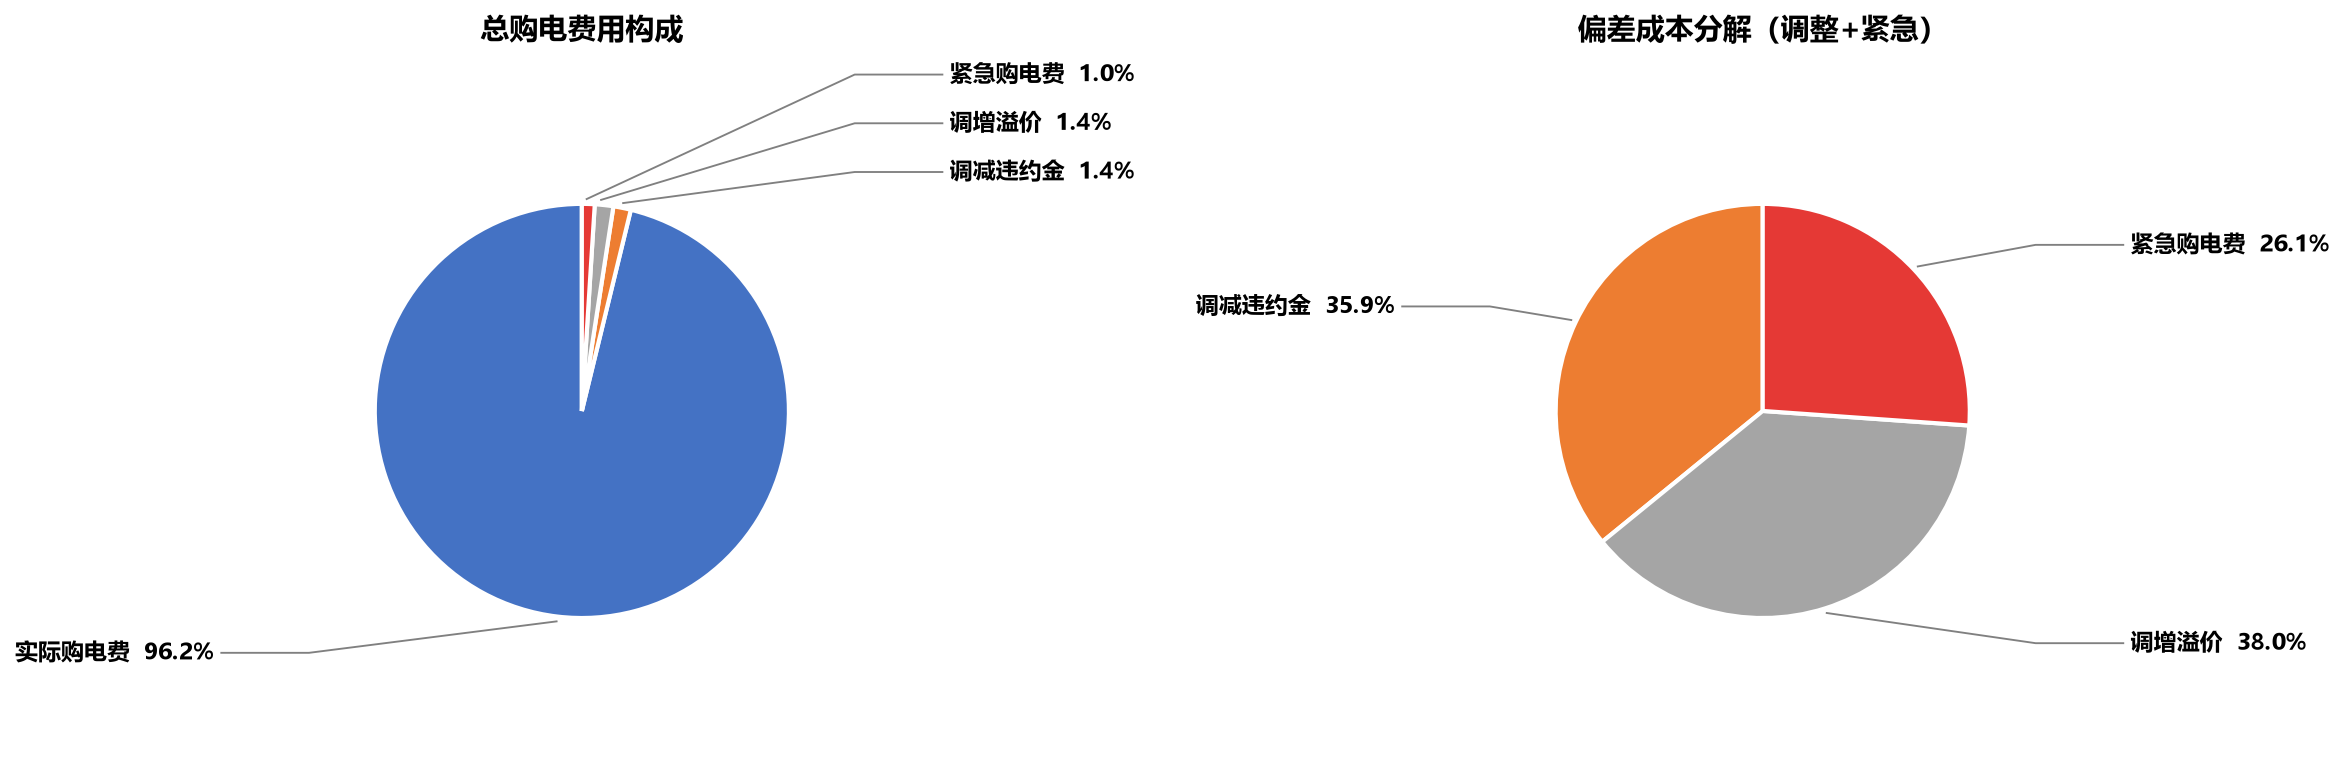 总购电费用构成
紧急购电费 1.0%
调增溢价 1.4%
调减违约金 1.4%
实际购电费 96.2%
偏差成本分解（调整+紧急）
紧急购电费 26.1%
调减违约金 35.9%
调增溢价 38.0%